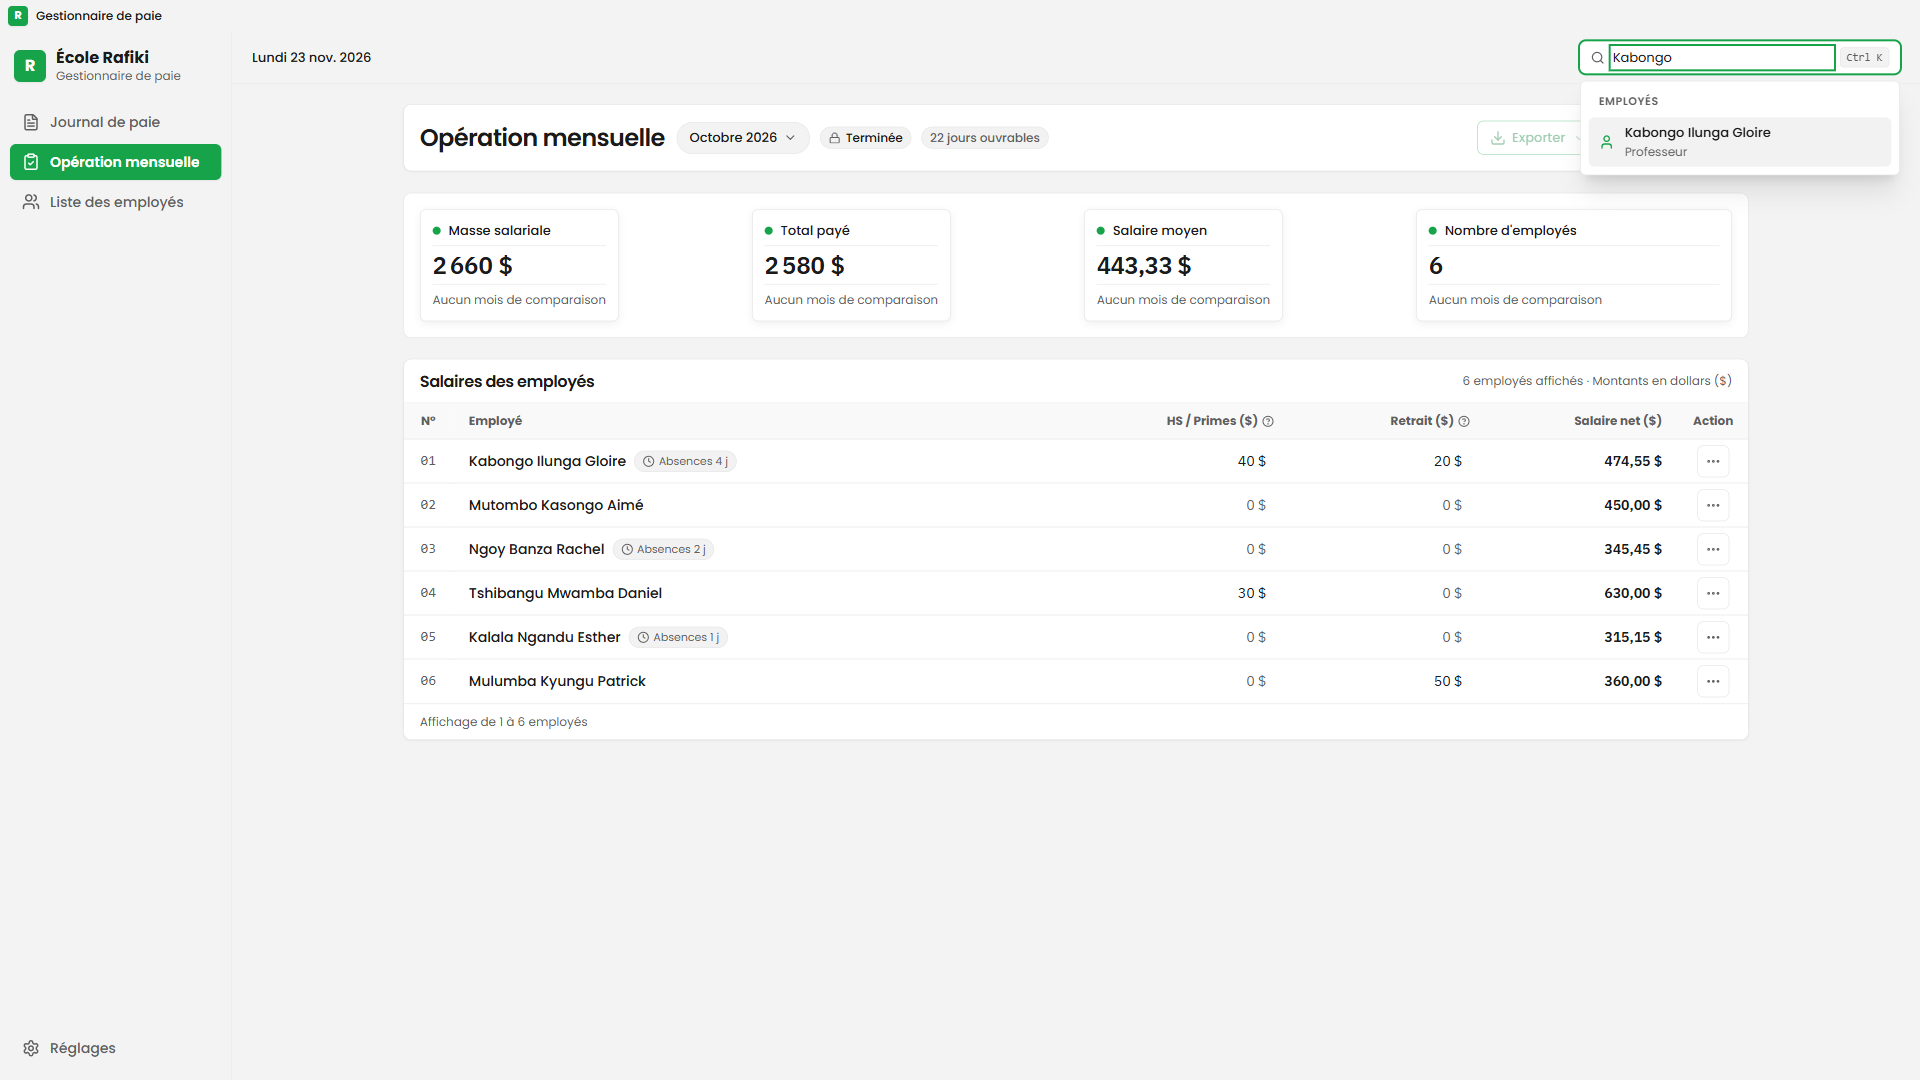 R Gestionnaire de paie
R École Rafiki
Gestionnaire de paie
Journal de paie
Opération mensuelle
Liste des employés
Réglages
Lundi 23 nov. 2026
Kabongo
Ctrl K
EMPLOYÉS
Kabongo Ilunga Gloire
Professeur
Opération mensuelle
Octobre 2026
Terminée
22 jours ouvrables
Exporter
Masse salariale
2 660 $
Aucun mois de comparaison
Total payé
2 580 $
Aucun mois de comparaison
Salaire moyen
443,33 $
Aucun mois de comparaison
Nombre d'employés
6
Aucun mois de comparaison
Salaires des employés
6 employés affichés · Montants en dollars ($)
N° Employé HS / Primes ($) Retrait ($) Salaire net ($) Action
01 Kabongo Ilunga Gloire Absences 4 j 40 $ 20 $ 474,55 $
02 Mutombo Kasongo Aimé 0 $ 0 $ 450,00 $
03 Ngoy Banza Rachel Absences 2 j 0 $ 0 $ 345,45 $
04 Tshibangu Mwamba Daniel 30 $ 0 $ 630,00 $
05 Kalala Ngandu Esther Absences 1 j 0 $ 0 $ 315,15 $
06 Mulumba Kyungu Patrick 0 $ 50 $ 360,00 $
Affichage de 1 à 6 employés